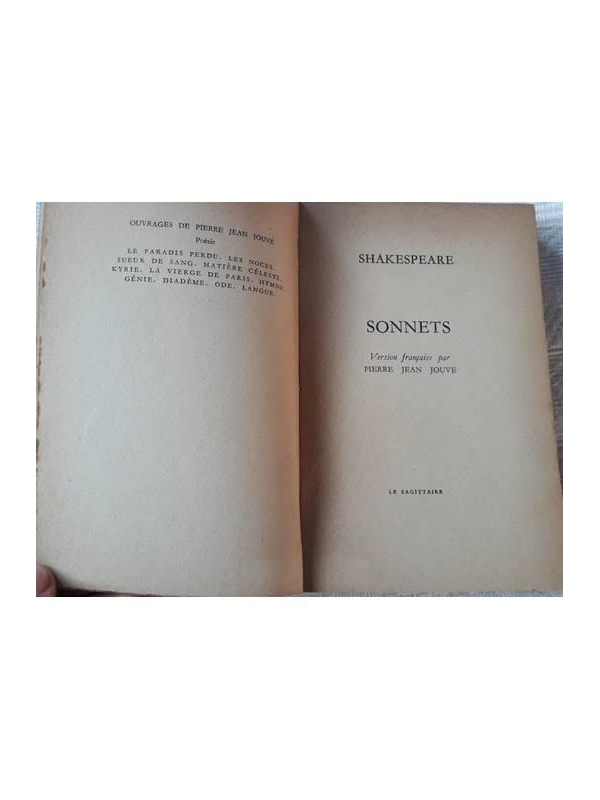 OUVRAGES DE PIERRE JEAN JOUVE
Poésie
LE PARADIS PERDU. LES NOCES.
SUEUR DE SANG. MATIÈRE CÉLESTE.
KYRIE. LA VIERGE DE PARIS. HYMNE.
GÉNIE. DIADÈME. ODE. LANGUE.
SHAKESPEARE
SONNETS
Version française par
PIERRE JEAN JOUVE
LE SAGITTAIRE